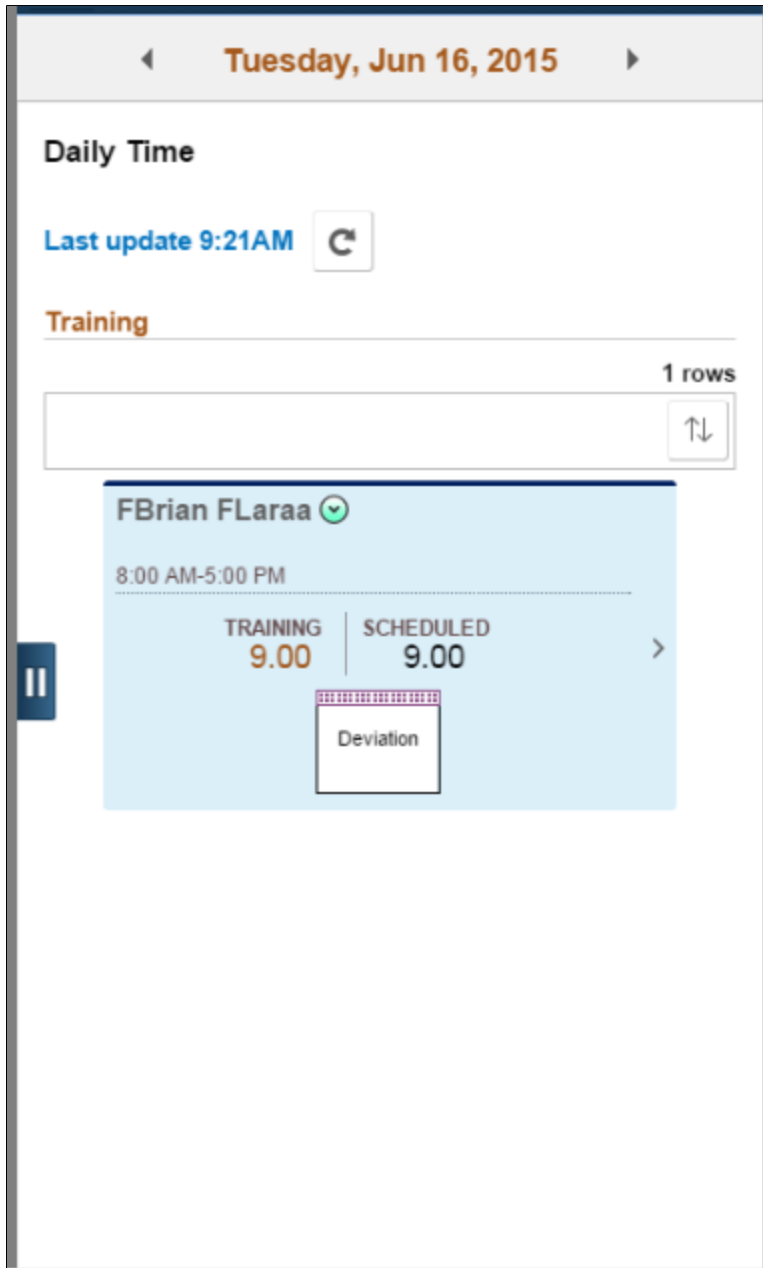 Tuesday, Jun 16, 2015
Daily Time
Last update 9:21AM
Training
1 rows
FBrian FLaraa
8:00 AM-5:00 PM
TRAINING SCHEDULED
9.00 9.00
Deviation